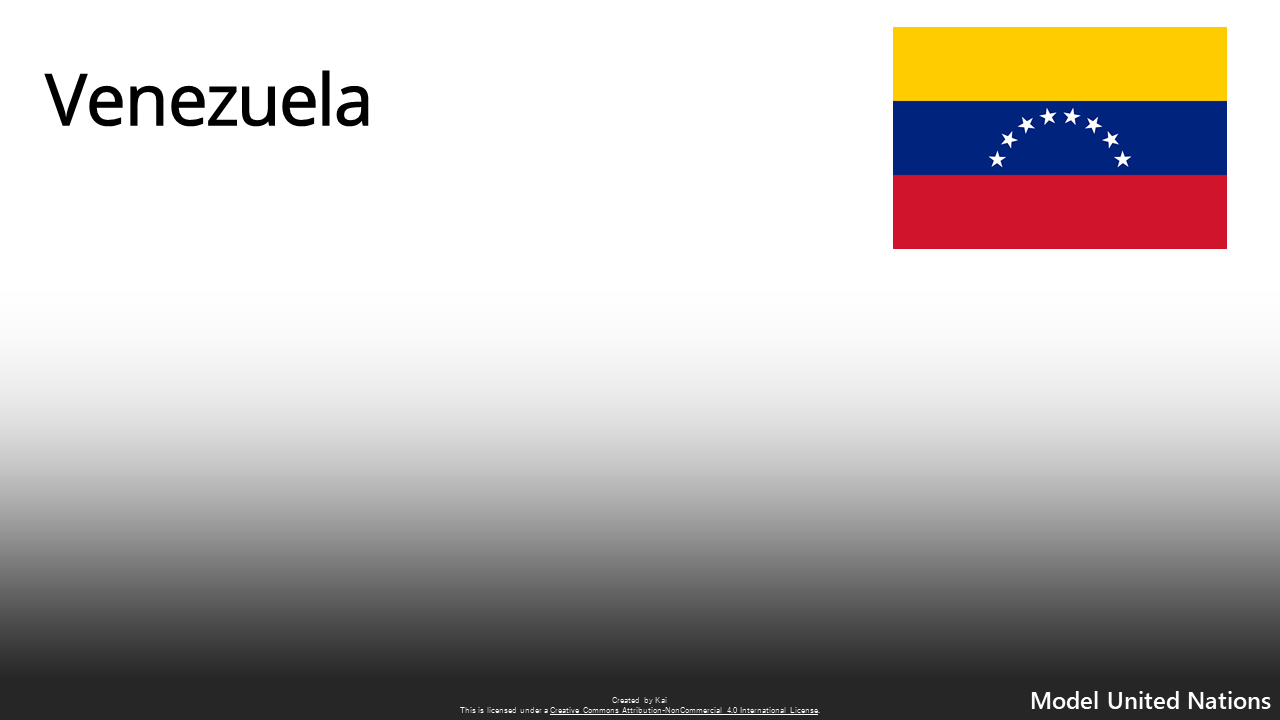 Venezuela
Created by Kai
This is licensed under a Creative Commons Attribution-NonCommercial 4.0 International License.
Model United Nations